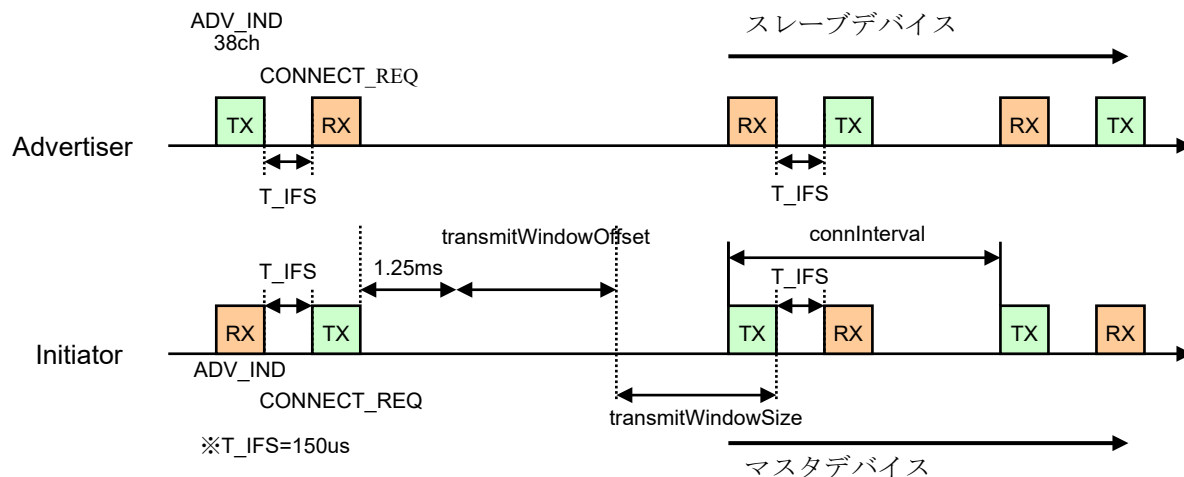 ADV_IND
38ch
スレーブデバイス
CONNECT_REQ
TX
RX
RX
TX
RX
TX
Advertiser
T_IFS
T_IFS
transmitWindowOffset
connInterval
T_IFS
1.25ms
T_IFS
RX
TX
TX
RX
TX
RX
Initiator
ADV_IND
CONNECT_REQ
transmitWindowSize
※T_IFS=150us
マスタデバイス